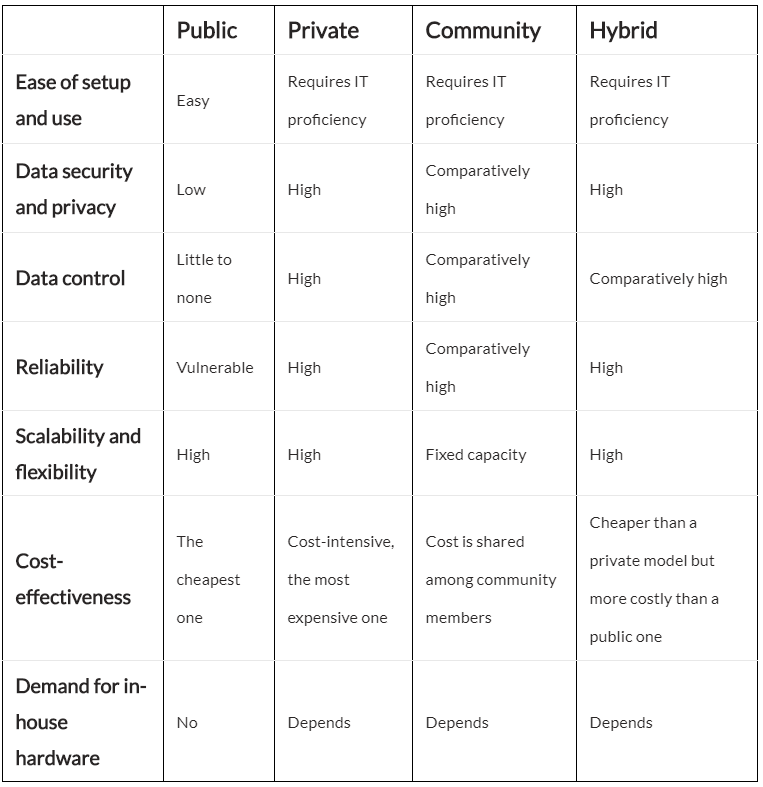 Public Private Community Hybrid
Ease of setup
and use
Easy
Requires IT
proficiency
Requires IT
proficiency
Requires IT
proficiency
Data security
and privacy
Low
High
Comparatively
high
High
Data control
Little to
none
High
Comparatively
high
Comparatively high
Reliability
Vulnerable
High
Comparatively
high
High
Scalability and
flexibility
High
High
Fixed capacity
High
Cost-
effectiveness
The
cheapest
one
Cost-intensive,
the most
expensive one
Cost is shared
among community
members
Cheaper than a
private model but
more costly than a
public one
Demand for in-
house
hardware
No
Depends
Depends
Depends